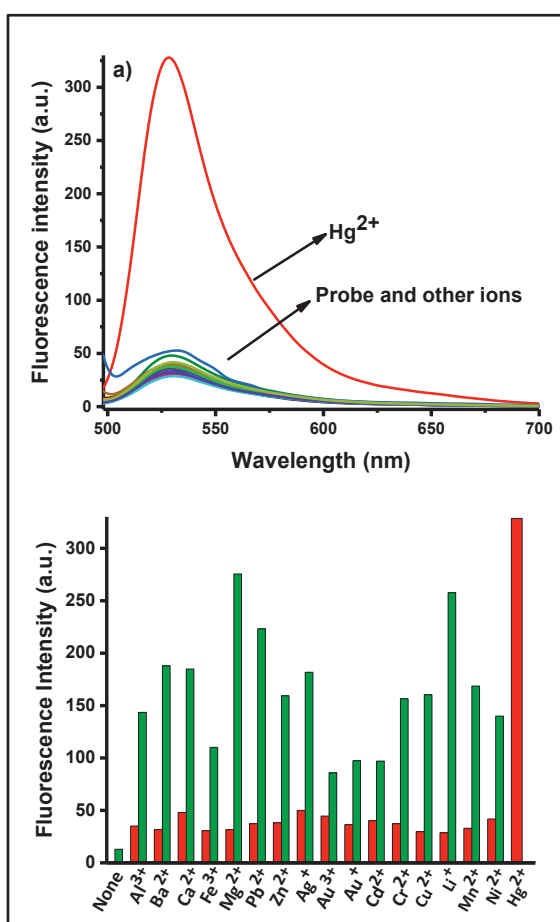 a)
Fluorescence intensity (a.u.)
300
250
200
150
100
50
0
Hg2+
Probe and other ions
500 550 600 650 700
Wavelength (nm)
Fluorescence Intensity (a.u.)
300
250
200
150
100
50
0
None Al3+ Ba2+ Ca2+ Fe3+ Mg2+ Pb2+ Zn2+ Ag+ Au3+ Au+ Cd2+ Cr2+ Cu2+ Li+ Mn2+ Ni2+ Hg2+